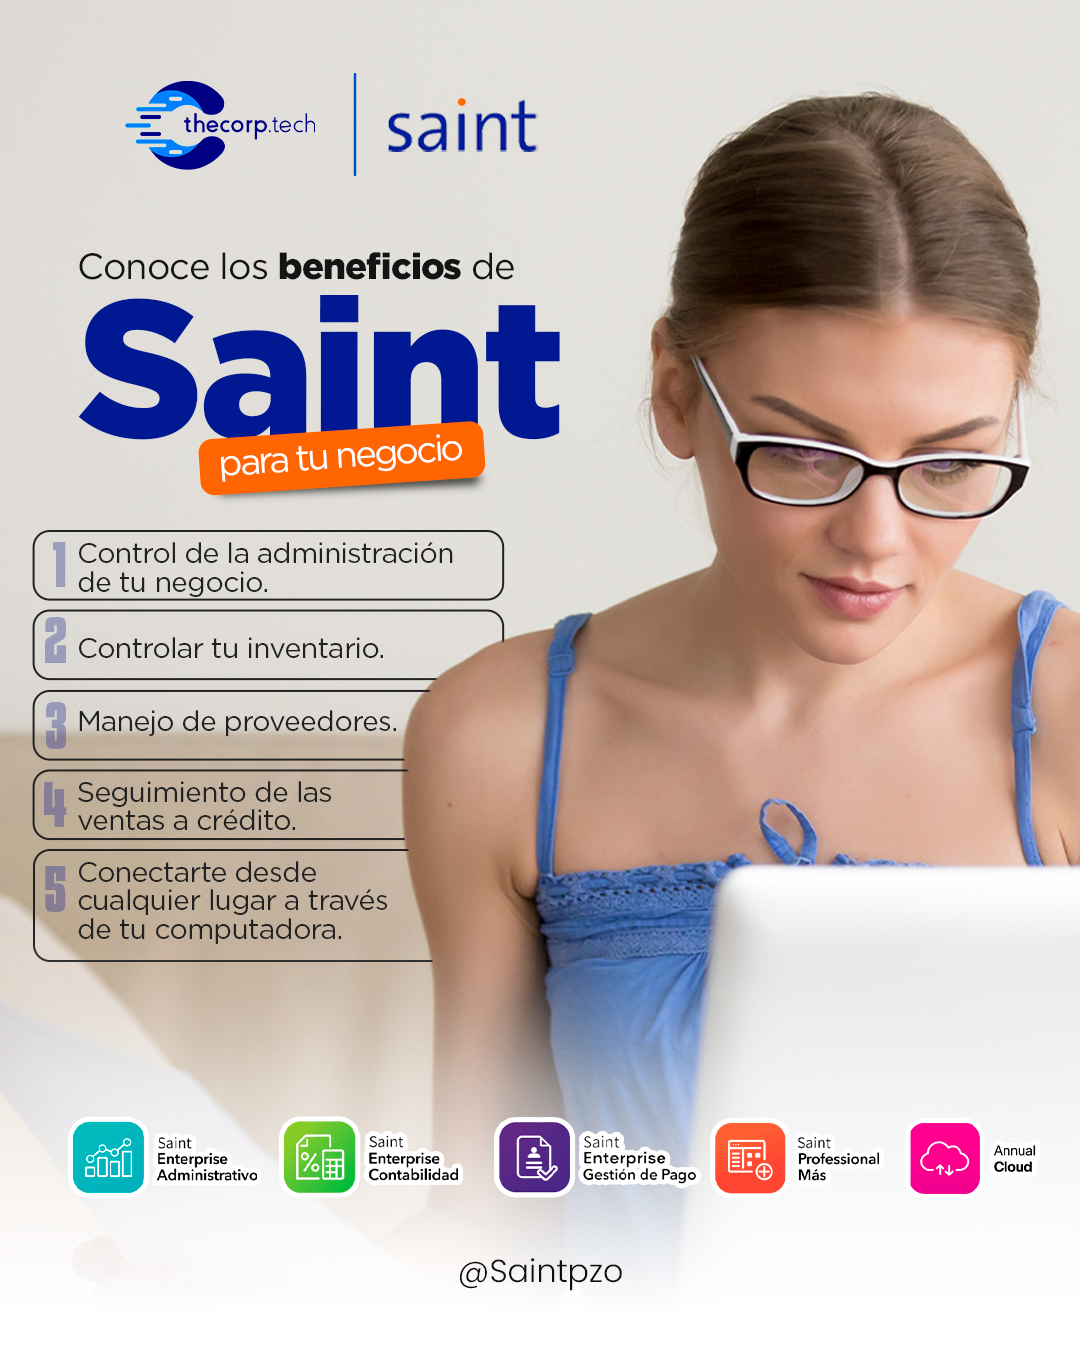 thecorp.tech
saint
Conoce los beneficios de
Saint
para tu negocio
1 Control de la administración
de tu negocio.
2 Controlar tu inventario.
3 Manejo de proveedores.
4 Seguimiento de las
ventas a crédito.
5 Conectarte desde
cualquier lugar a través
de tu computadora.
Saint
Enterprise
Administrativo
Saint
Enterprise
Contabilidad
Saint
Enterprise
Gestión de Pago
Saint
Professional
Más
Annual
Cloud
@Saintpzo